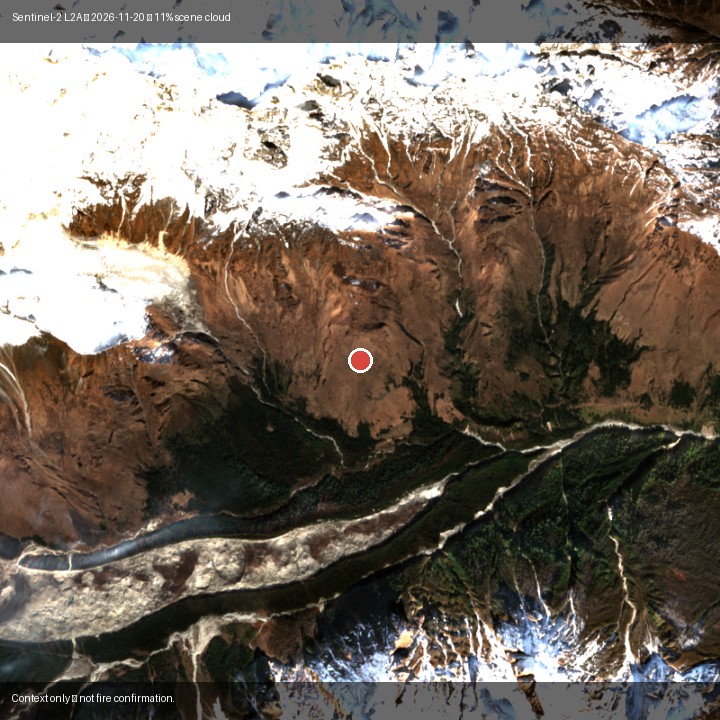 Sentinel-2 L2A▯2026-11-20▯11% scene cloud
Context only▯not fire confirmation.